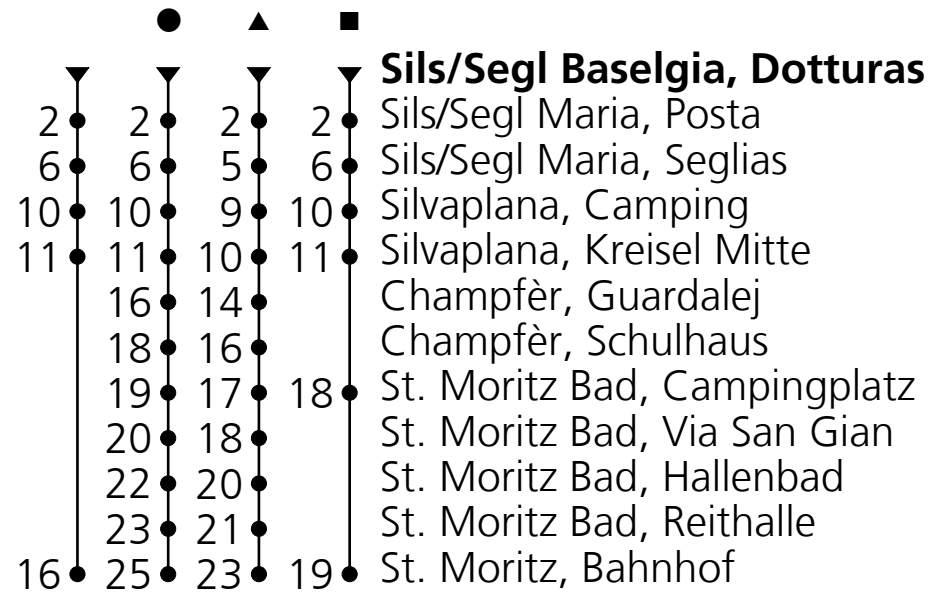 ● ▲ ■
Sils/Segl Baselgia, Dotturas
2 2 2 2 Sils/Segl Maria, Posta
6 6 5 6 Sils/Segl Maria, Seglias
10 10 9 10 Silvaplana, Camping
11 11 10 11 Silvaplana, Kreisel Mitte
16 14 Champfèr, Guardalej
18 16 Champfèr, Schulhaus
19 17 18 St. Moritz Bad, Campingplatz
20 18 St. Moritz Bad, Via San Gian
22 20 St. Moritz Bad, Hallenbad
23 21 St. Moritz Bad, Reithalle
16 25 23 19 St. Moritz, Bahnhof